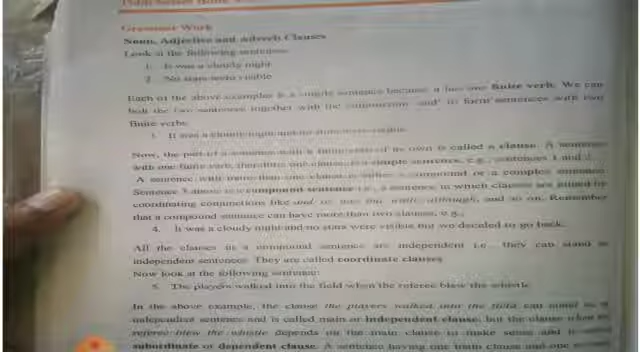 Grammar Work
Noun, Adjective and Adverb Clauses
Look at the following sentences:
1. It was a cloudy night
2. No stars were visible
Each of the above examples is a simple sentence because it has one finite verb. We can
two sentences together with the conjunction 'and' to form sentences with two
finite verbs.
3. It was a cloudy night and no stars were visible
Now, the part of a sentence with a finite verb of its own is called a clause. A sentence
with one finite verb, therefore one clause, is a simple sentence, e.g., sentences 1 and 2.
A sentence with more than one clause is either a compound or a complex sentence.
Sentence 3 above is a compound sentence i.e., a sentence in which clauses are joined by
coordinating conjunctions like and and so on. Remember
that a compound sentence can have more than two clauses, e.g.,
4. It was a cloudy night and no stars were visible but we decided to go back.
All the clauses in a compound sentence are independent i.e. they can stand as
independent sentences. They are called coordinate clauses
Now look at the following sentence:
5. The players walked into the field when the referee blew the whistle
In the above example, the clause the players walked into the field can stand as
independent sentence and is called main or independent clause, but the clause when
referee blew the whistle depends on the main clause to make sense and
subordinate or dependent clause. A sentence having one main clause and one